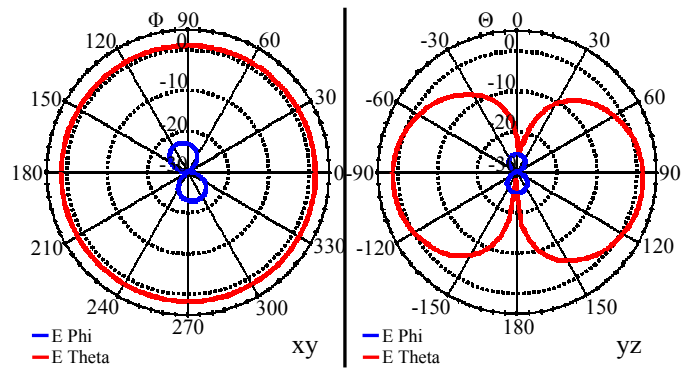 Φ 90
120 60
0
150 -10 30
-20
180 0
210 330
240 300
270
E Phi
E Theta
xy
Θ 0
-30 0 30
-60 -10 60
-20
-90 90
-120 120
-150 150
180
E Phi
E Theta
yz